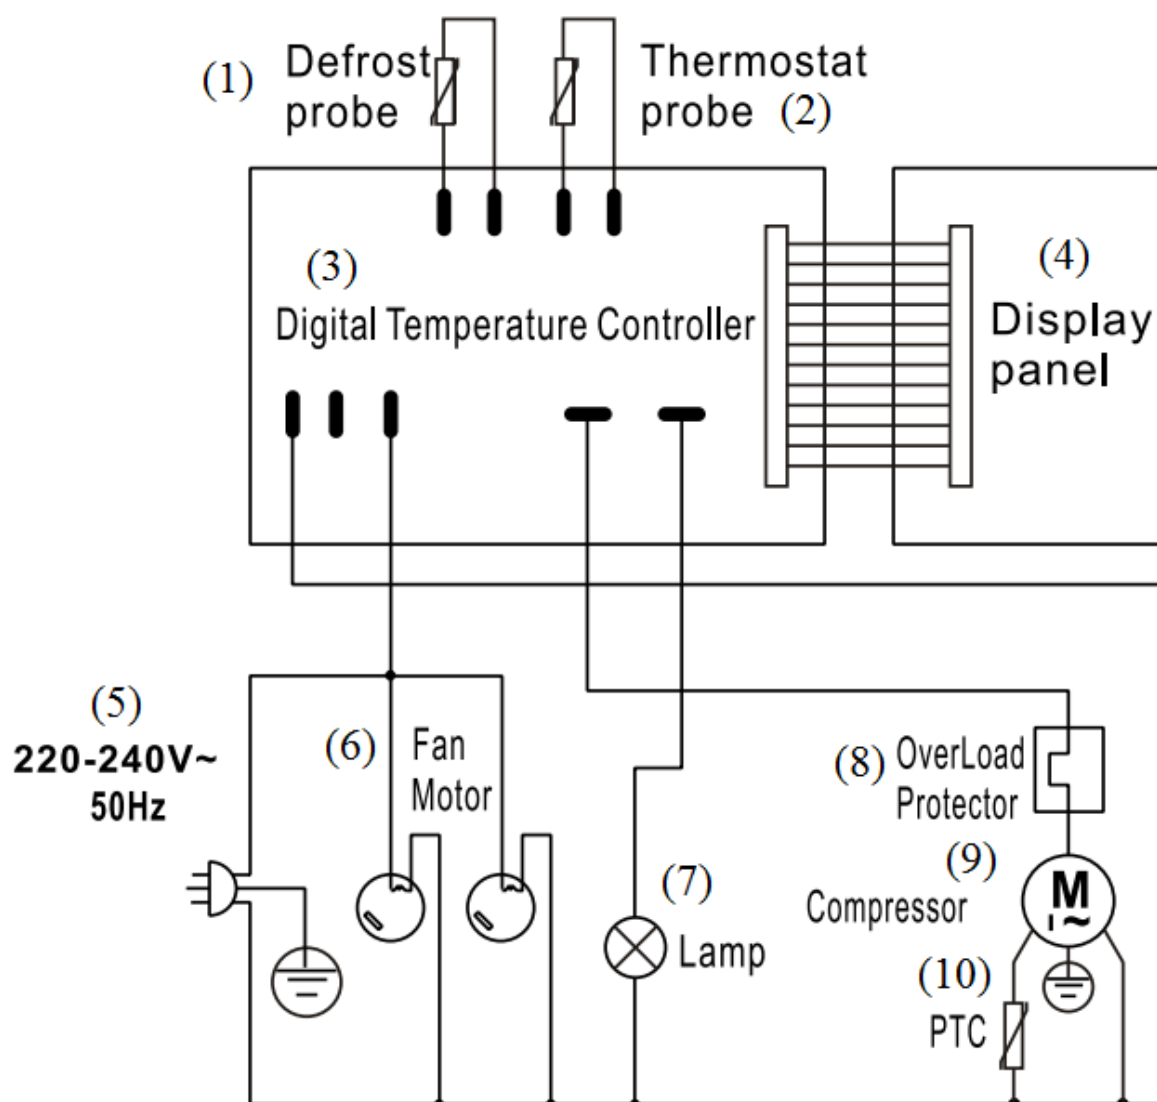 (1)
Defrost
probe
Thermostat
probe (2)
(3)
Digital Temperature Controller
(4)
Display
panel
(5)
220-240V~
50Hz
(6)
Fan
Motor
(7)
Lamp
(8)
OverLoad
Protector
(9)
Compressor
M
1~
(10)
PTC